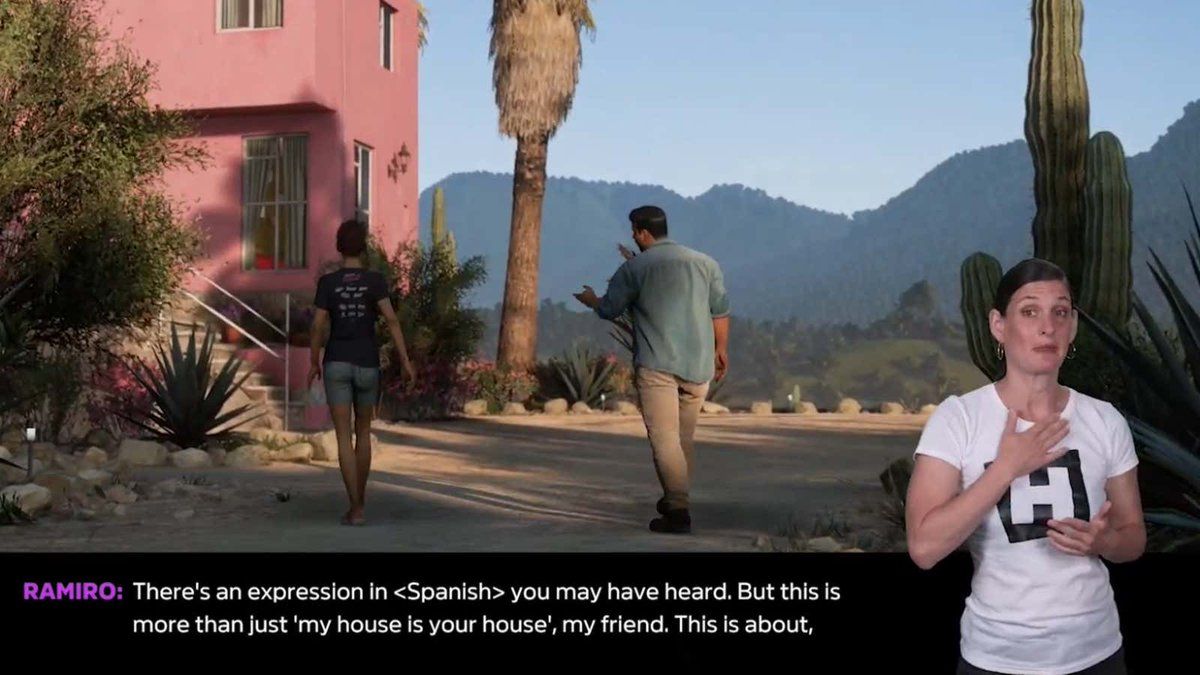 H
RAMIRO: There's an expression in <Spanish> you may have heard. But this is
more than just 'my house is your house', my friend. This is about,